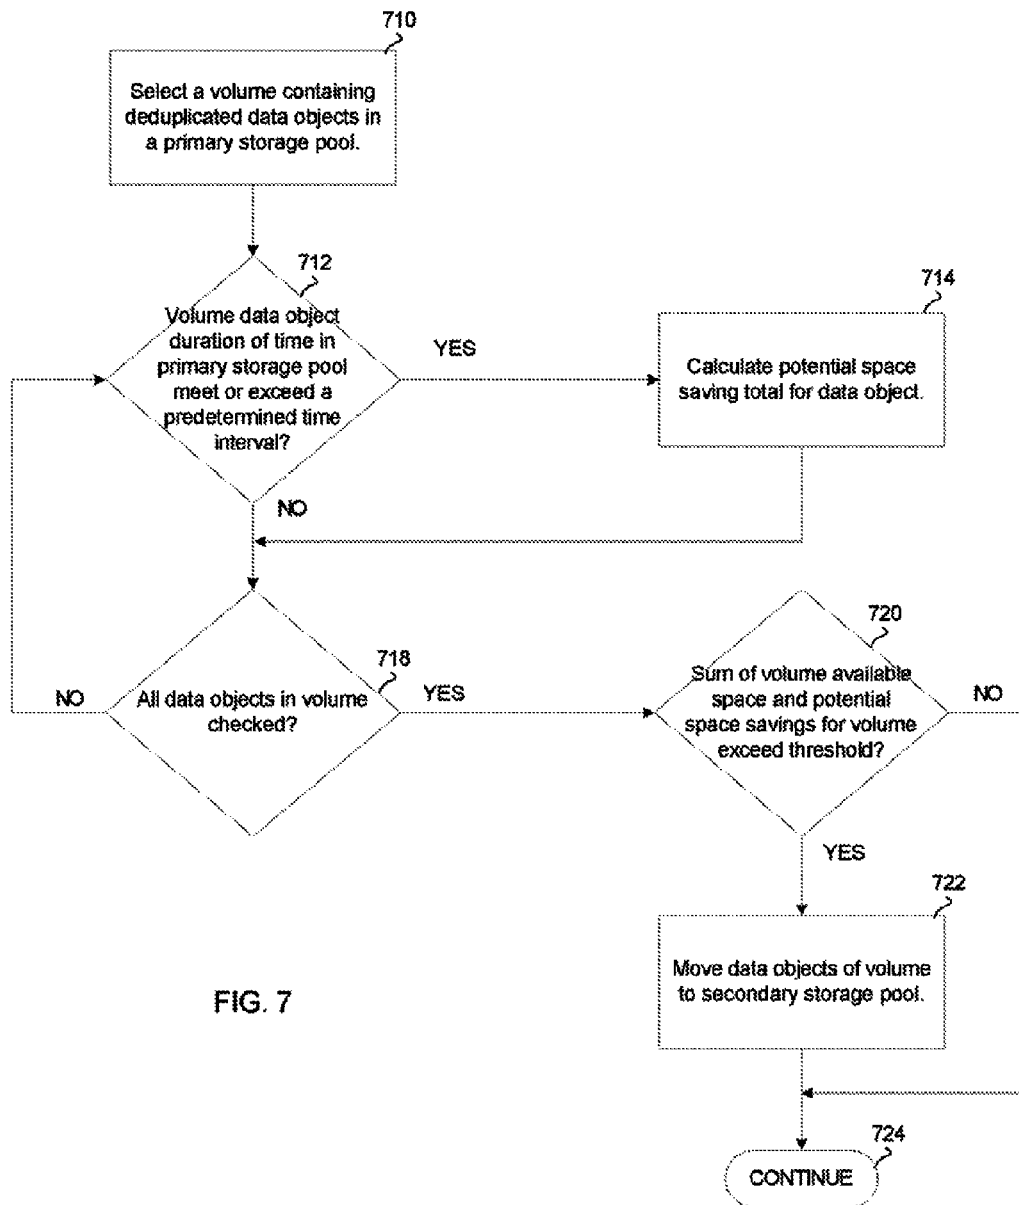 710
Select a volume containing
deduplicated data objects in
a primary storage pool.
712
Volume data object
duration of time in
primary storage pool
meet or exceed a
predetermined time
interval?
YES
714
Calculate potential space
saving total for data object.
NO
718
All data objects in volume
checked?
NO
YES
720
Sum of volume available
space and potential
space savings for volume
exceed threshold?
NO
YES
722
Move data objects of volume
to secondary storage pool.
FIG. 7
724
CONTINUE